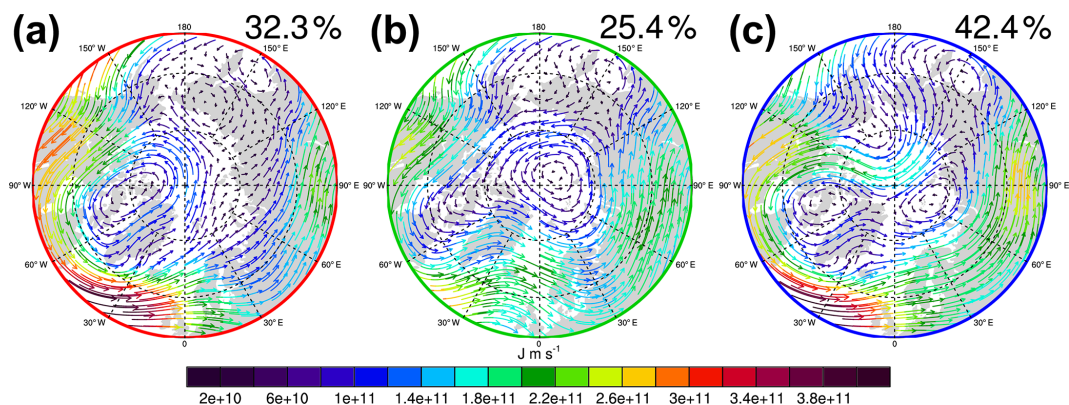 (a) 32.3% (b) 25.4% (c) 42.4%
180 180 180
150° W 150° E 150° W 150° E 150° W 150° E
120° W 120° E 120° W 120° E 120° W 120° E
90° W 90° E 90° W 90° E 90° W 90° E
60° W 60° E 60° W 60° E 60° W 60° E
30° W 30° E 30° W 30° E 30° W 30° E
0 0 0
J m s⁻¹
2e+10 6e+10 1e+11 1.4e+11 1.8e+11 2.2e+11 2.6e+11 3e+11 3.4e+11 3.8e+11